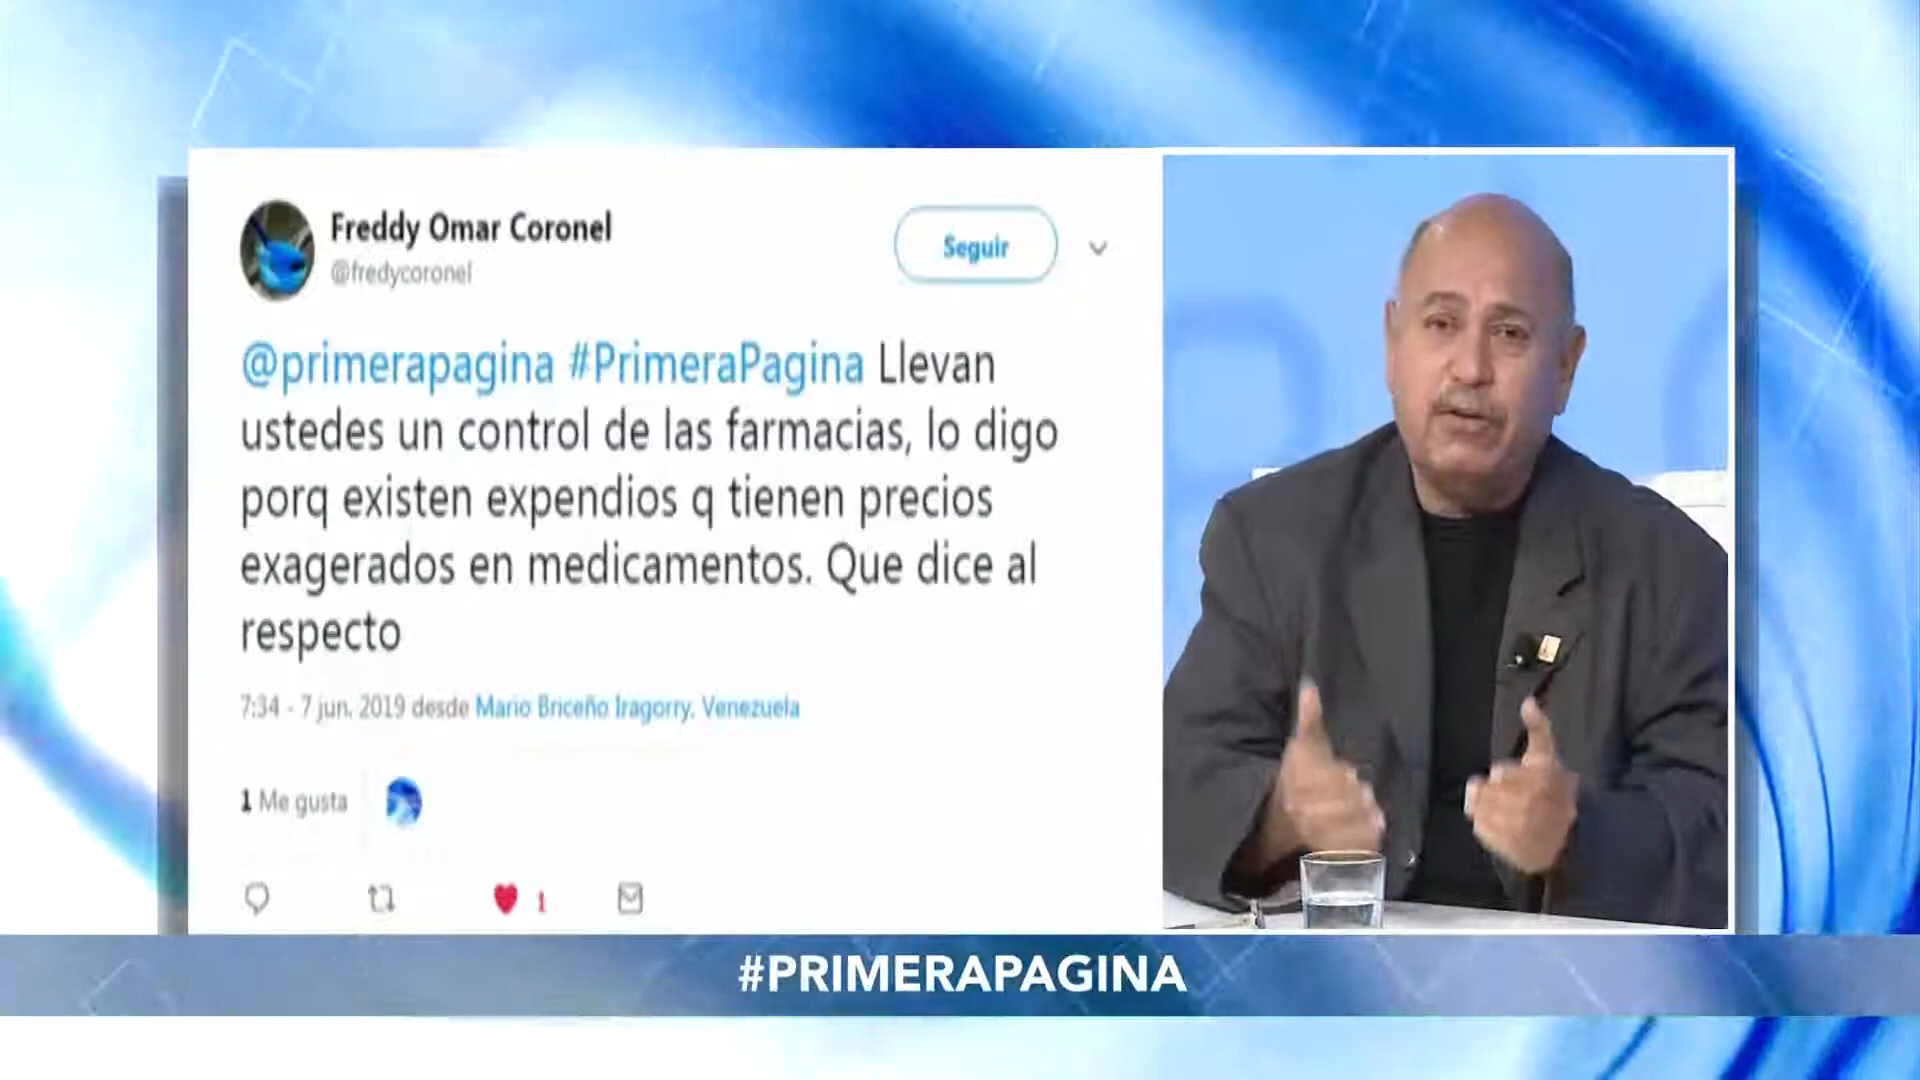 Freddy Omar Coronel
@fredycoronel
Seguir
@primerapagina #PrimeraPagina Llevan
ustedes un control de las farmacias, lo digo
porq existen expendios q tienen precios
exagerados en medicamentos. Que dice al
respecto
7:34 - 7 jun. 2019 desde Mario Briceño Iragorry, Venezuela
1 Me gusta
1
#PRIMERAPAGINA